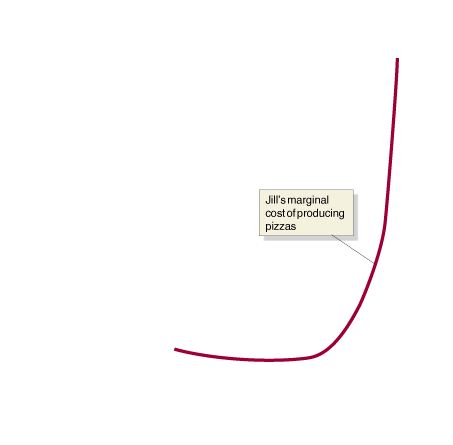 Jill's marginal
cost of producing
pizzas